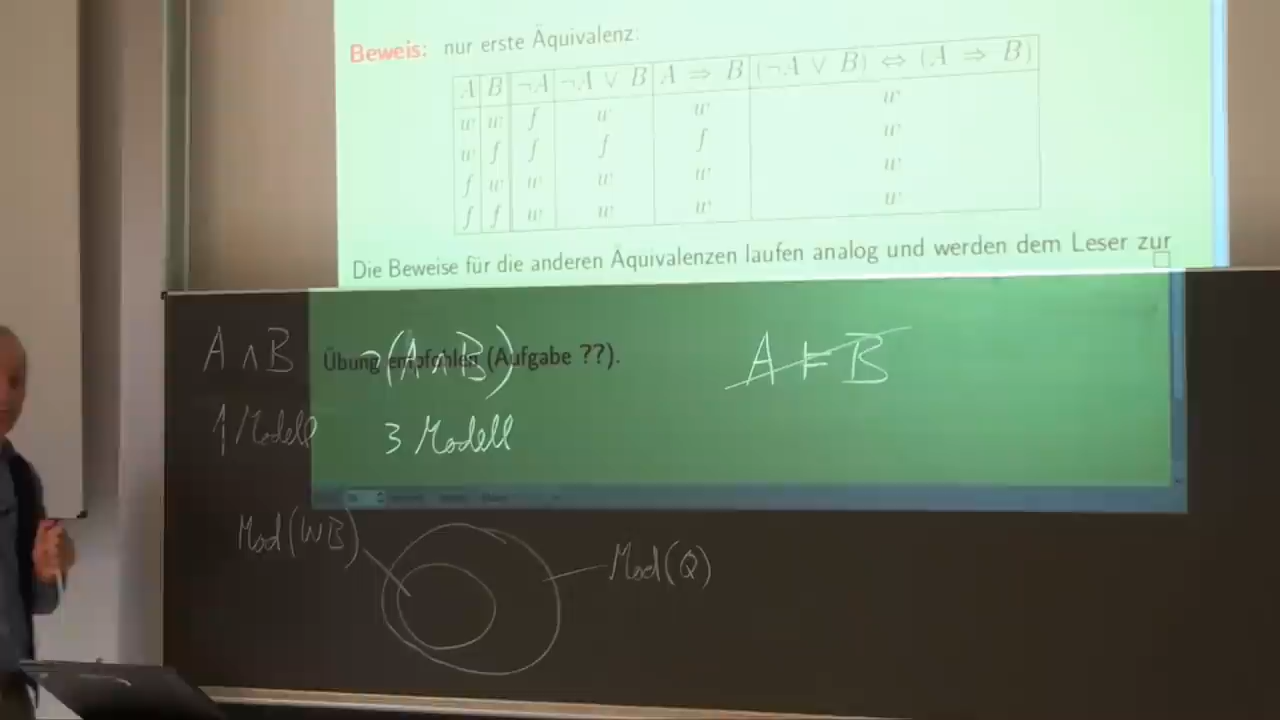 Beweis: nur erste Äquivalenz:
A B ¬A ¬A ∨ B A ⇒ B (¬A ∨ B) ⇔ (A ⇒ B)
w w f w w w
w f f f f w
f w w w w w
f f w w w w
Die Beweise für die anderen Äquivalenzen laufen analog und werden dem Leser zur
Übung empfohlen (Aufgabe ??).
A ∧ B ¬(A ∧ B) A ⊨ B
1 Modell 3 Modell
Mod(WB) Mod(Q)